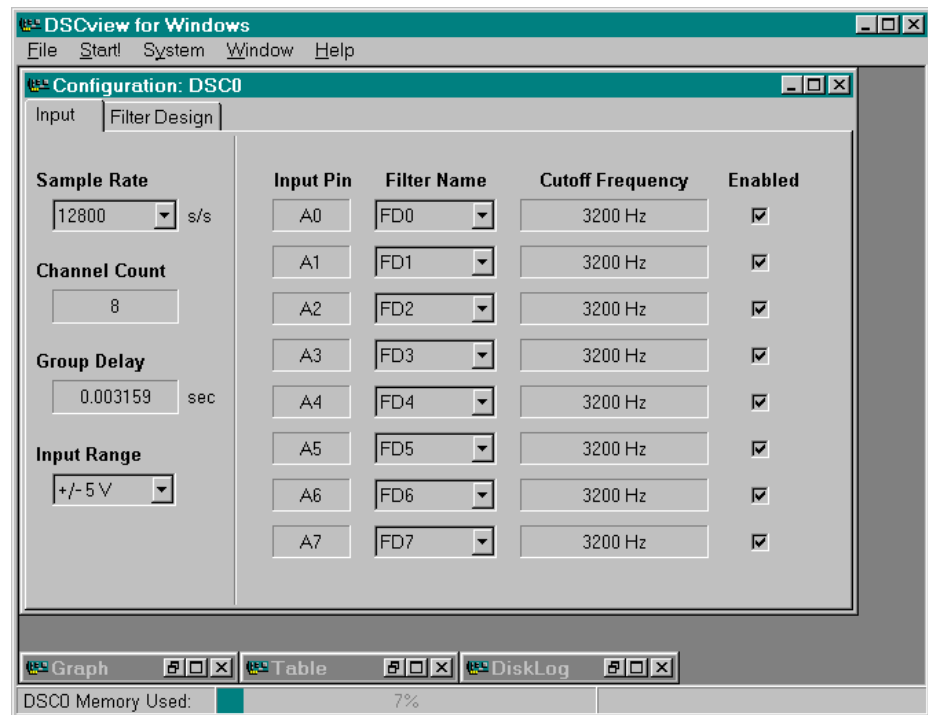 DSCview for Windows
File Start! System Window Help
Configuration: DSC0
Input Filter Design
Sample Rate
12800 s/s
Channel Count
8
Group Delay
0.003159 sec
Input Range
+/- 5 V
Input Pin Filter Name Cutoff Frequency Enabled
A0 FD0 3200 Hz
A1 FD1 3200 Hz
A2 FD2 3200 Hz
A3 FD3 3200 Hz
A4 FD4 3200 Hz
A5 FD5 3200 Hz
A6 FD6 3200 Hz
A7 FD7 3200 Hz
Graph Table DiskLog
DSC0 Memory Used: 7%